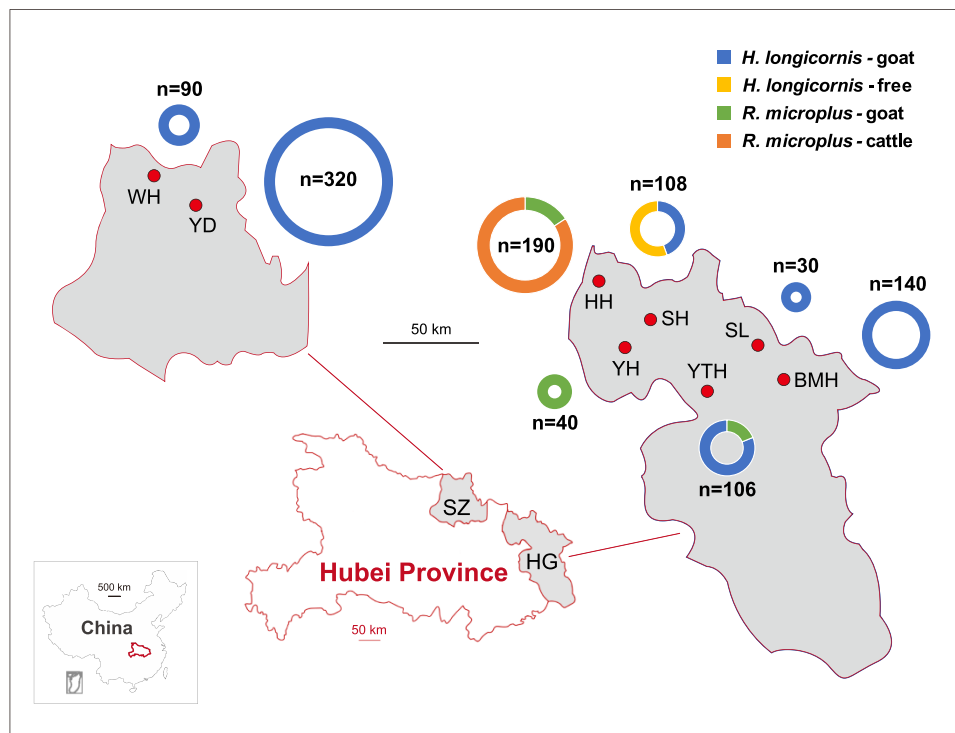 H. longicornis - goat
H. longicornis - free
R. microplus - goat
R. microplus - cattle
n=90
n=320
WH
YD
n=108
n=190
n=30
n=140
HH
SH
SL
YH
YTH
BMH
50 km
n=40
n=106
SZ
HG
Hubei Province
50 km
500 km
China